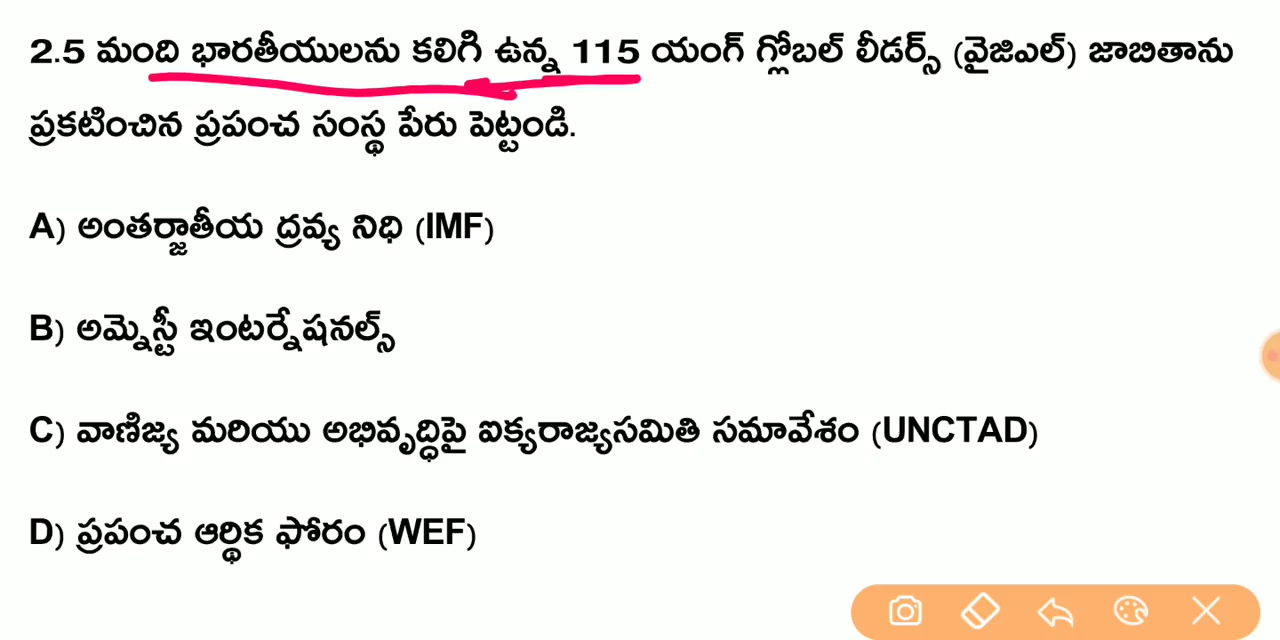 2.5 మంది భారతీయులను కలిగి ఉన్న 115 యంగ్ గ్లోబల్ లీడర్స్ (వైజిఎల్) జాబితాను
ప్రకటించిన ప్రపంచ సంస్థ పేరు పెట్టండి.
A) అంతర్జాతీయ ద్రవ్య నిధి (IMF)
B) అమ్నెస్టీ ఇంటర్నేషనల్స్
C) వాణిజ్య మరియు అభివృద్ధిపై ఐక్యరాజ్యసమితి సమావేశం (UNCTAD)
D) ప్రపంచ ఆర్థిక ఫోరం (WEF)